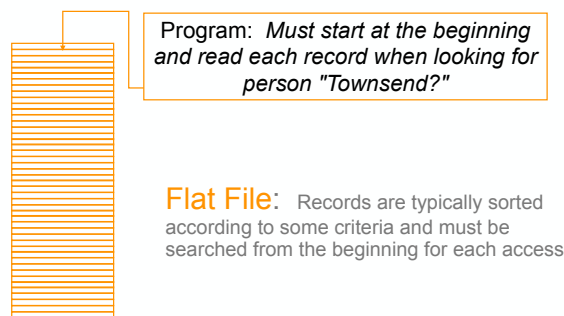 Program: Must start at the beginning
and read each record when looking for
person "Townsend?"
Flat File: Records are typically sorted
according to some criteria and must be
searched from the beginning for each access